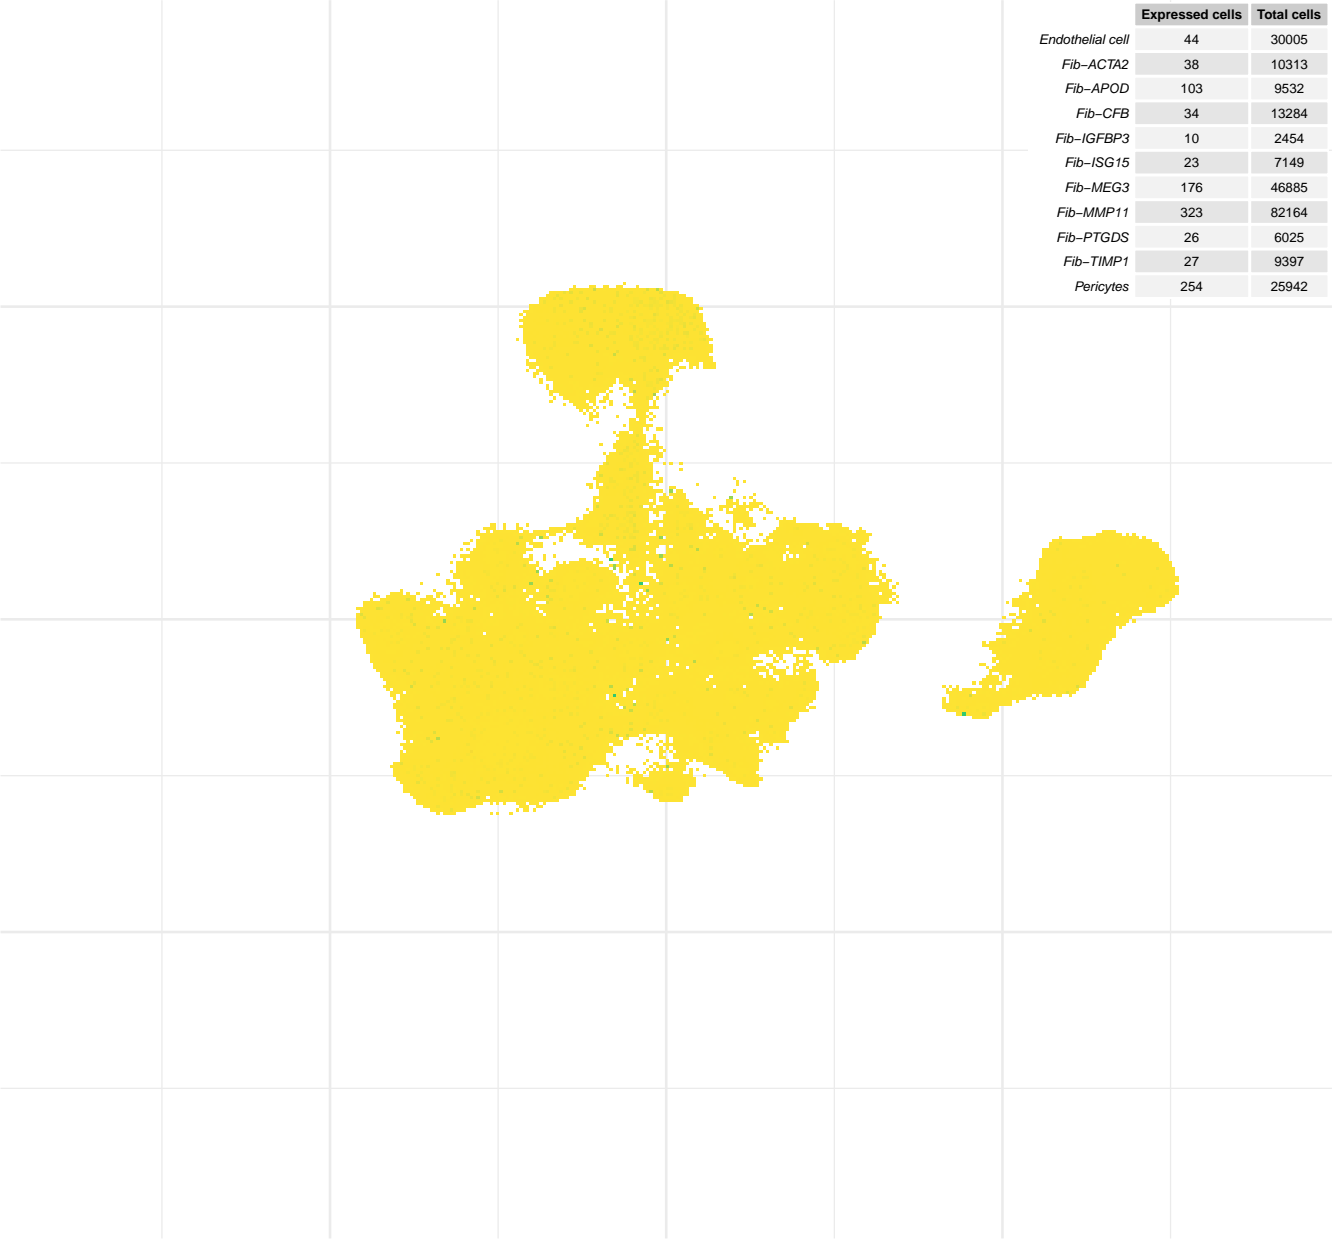 Expressed cells Total cells
Endothelial cell 44 30005
Fib−ACTA2 38 10313
Fib−APOD 103 9532
Fib−CFB 34 13284
Fib−IGFBP3 10 2454
Fib−ISG15 23 7149
Fib−MEG3 176 46885
Fib−MMP11 323 82164
Fib−PTGDS 26 6025
Fib−TIMP1 27 9397
Pericytes 254 25942